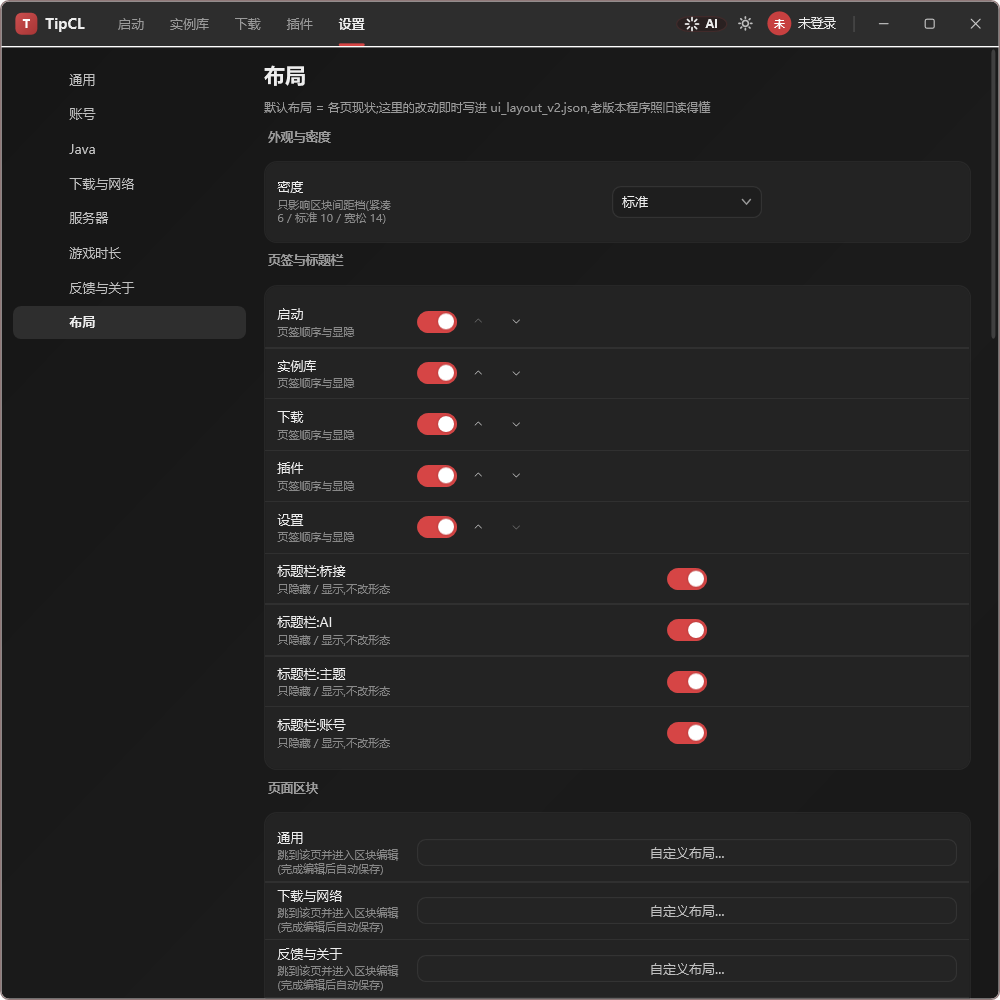 T TipCL 启动 实例库 下载 插件 设置 AI 未 未登录
通用
账号
Java
下载与网络
服务器
游戏时长
反馈与关于
布局
布局
默认布局 = 各页现状;这里的改动即时写进 ui_layout_v2.json,老版本程序照旧读得懂
外观与密度
密度
只影响区块间距档(紧凑
6 / 标准 10 / 宽松 14)
标准
页签与标题栏
启动
页签顺序与显隐
实例库
页签顺序与显隐
下载
页签顺序与显隐
插件
页签顺序与显隐
设置
页签顺序与显隐
标题栏:桥接
只隐藏 / 显示,不改形态
标题栏:AI
只隐藏 / 显示,不改形态
标题栏:主题
只隐藏 / 显示,不改形态
标题栏:账号
只隐藏 / 显示,不改形态
页面区块
通用
跳到该页并进入区块编辑
(完成编辑后自动保存)
自定义布局...
下载与网络
跳到该页并进入区块编辑
(完成编辑后自动保存)
自定义布局...
反馈与关于
跳到该页并进入区块编辑
(完成编辑后自动保存)
自定义布局...